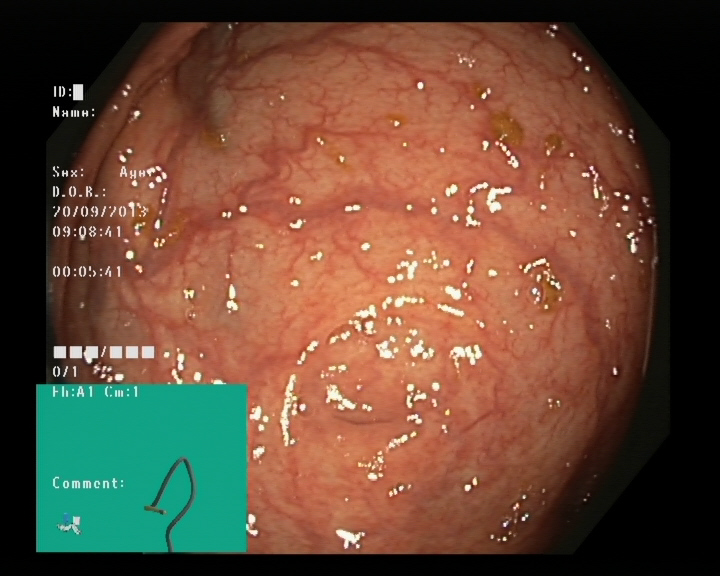 ID:
Name:
Sex: Age:
D.O.B.:
20/09/2013
09:08:41
00:05:41
0/1
Eh:A1 Cm:1
Comment: